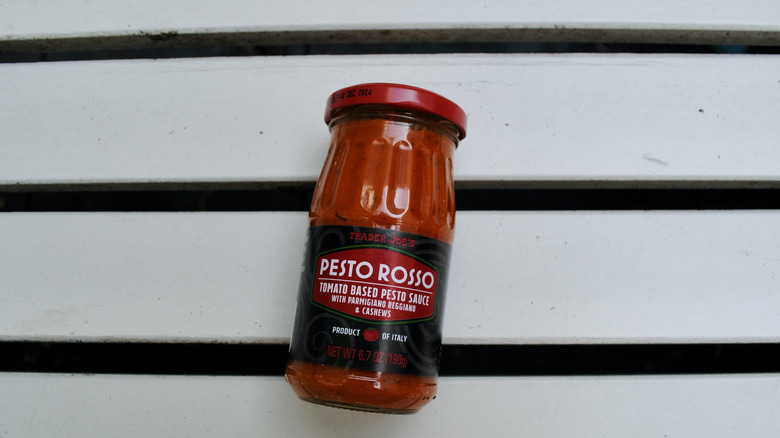 DEC 2014
TRADER JOE'S
PESTO ROSSO
TOMATO BASED PESTO SAUCE
WITH PARMIGIANO REGGIANO
& CASHEWS
PRODUCT OF ITALY
NET WT 6.7 OZ (190g)